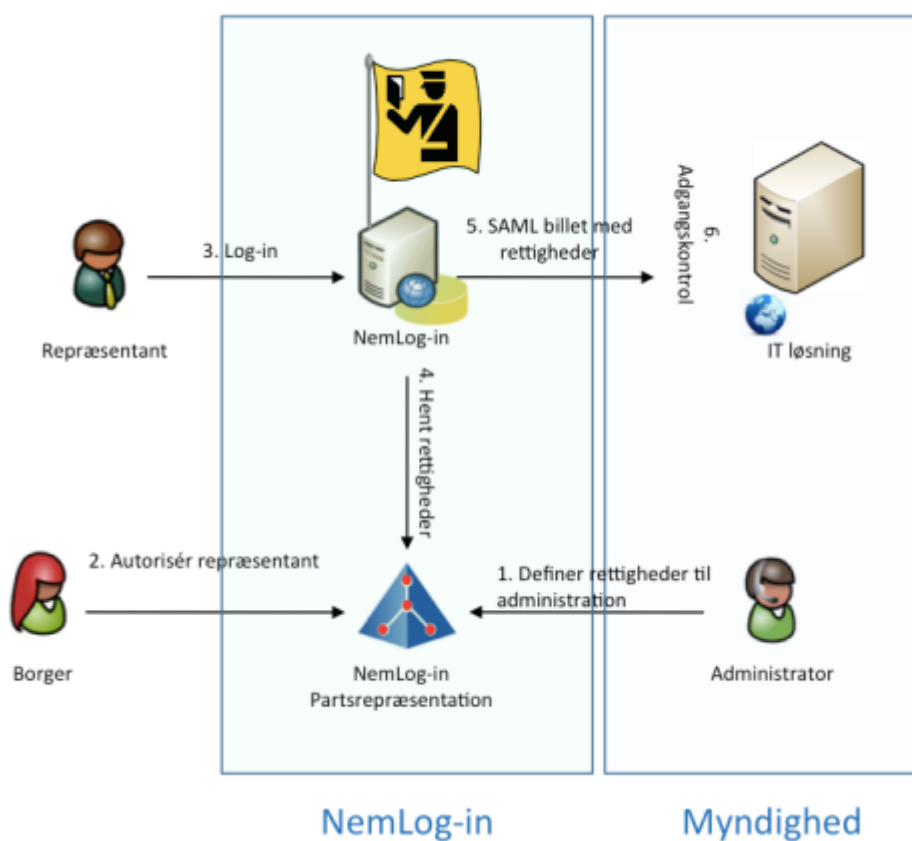 5. SAML billet med
rettigheder
6.
Adgangskontrol
3. Log-in
Repræsentant
NemLog-in
IT løsning
4. Hent rettigheder
2. Autorisér repræsentant
1. Definer rettigheder til
administration
Borger
NemLog-in
Partsrepræsentation
Administrator
NemLog-in
Myndighed